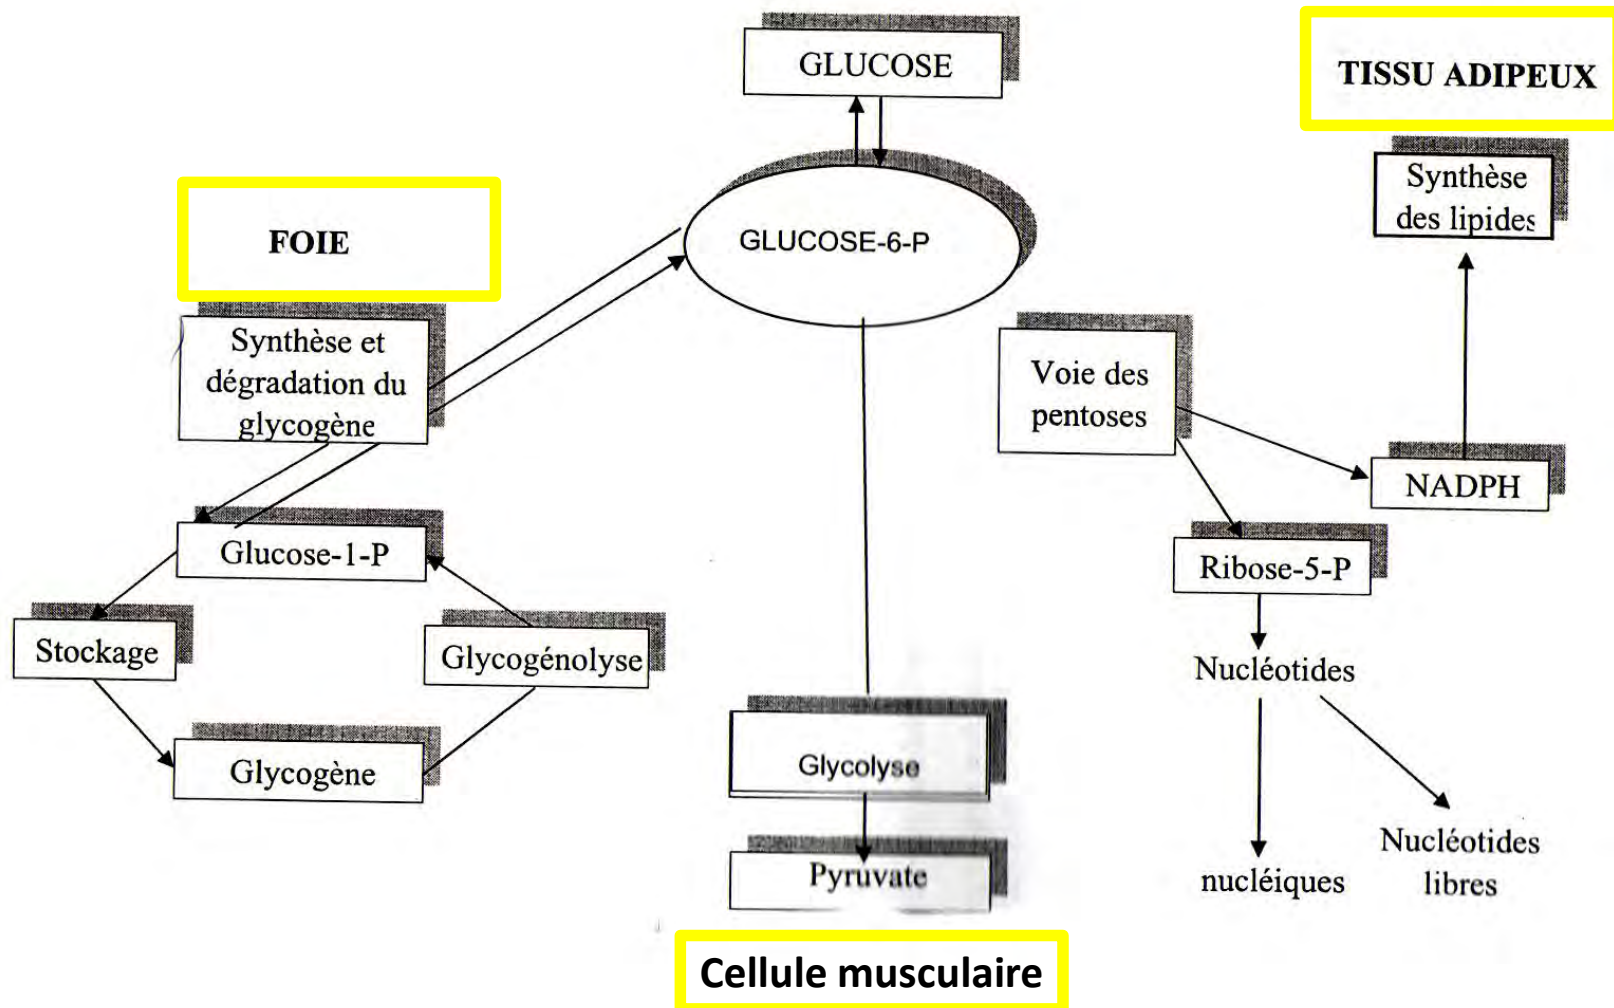 GLUCOSE
TISSU ADIPEUX
Synthèse
des lipides
GLUCOSE-6-P
FOIE
Synthèse et
dégradation du
glycogène
Voie des
pentoses
NADPH
Glucose-1-P
Ribose-5-P
Stockage
Glycogénolyse
Nucléotides
Glycogène
Glycolyse
Pyruvate
nucléiques
Nucléotides
libres
Cellule musculaire